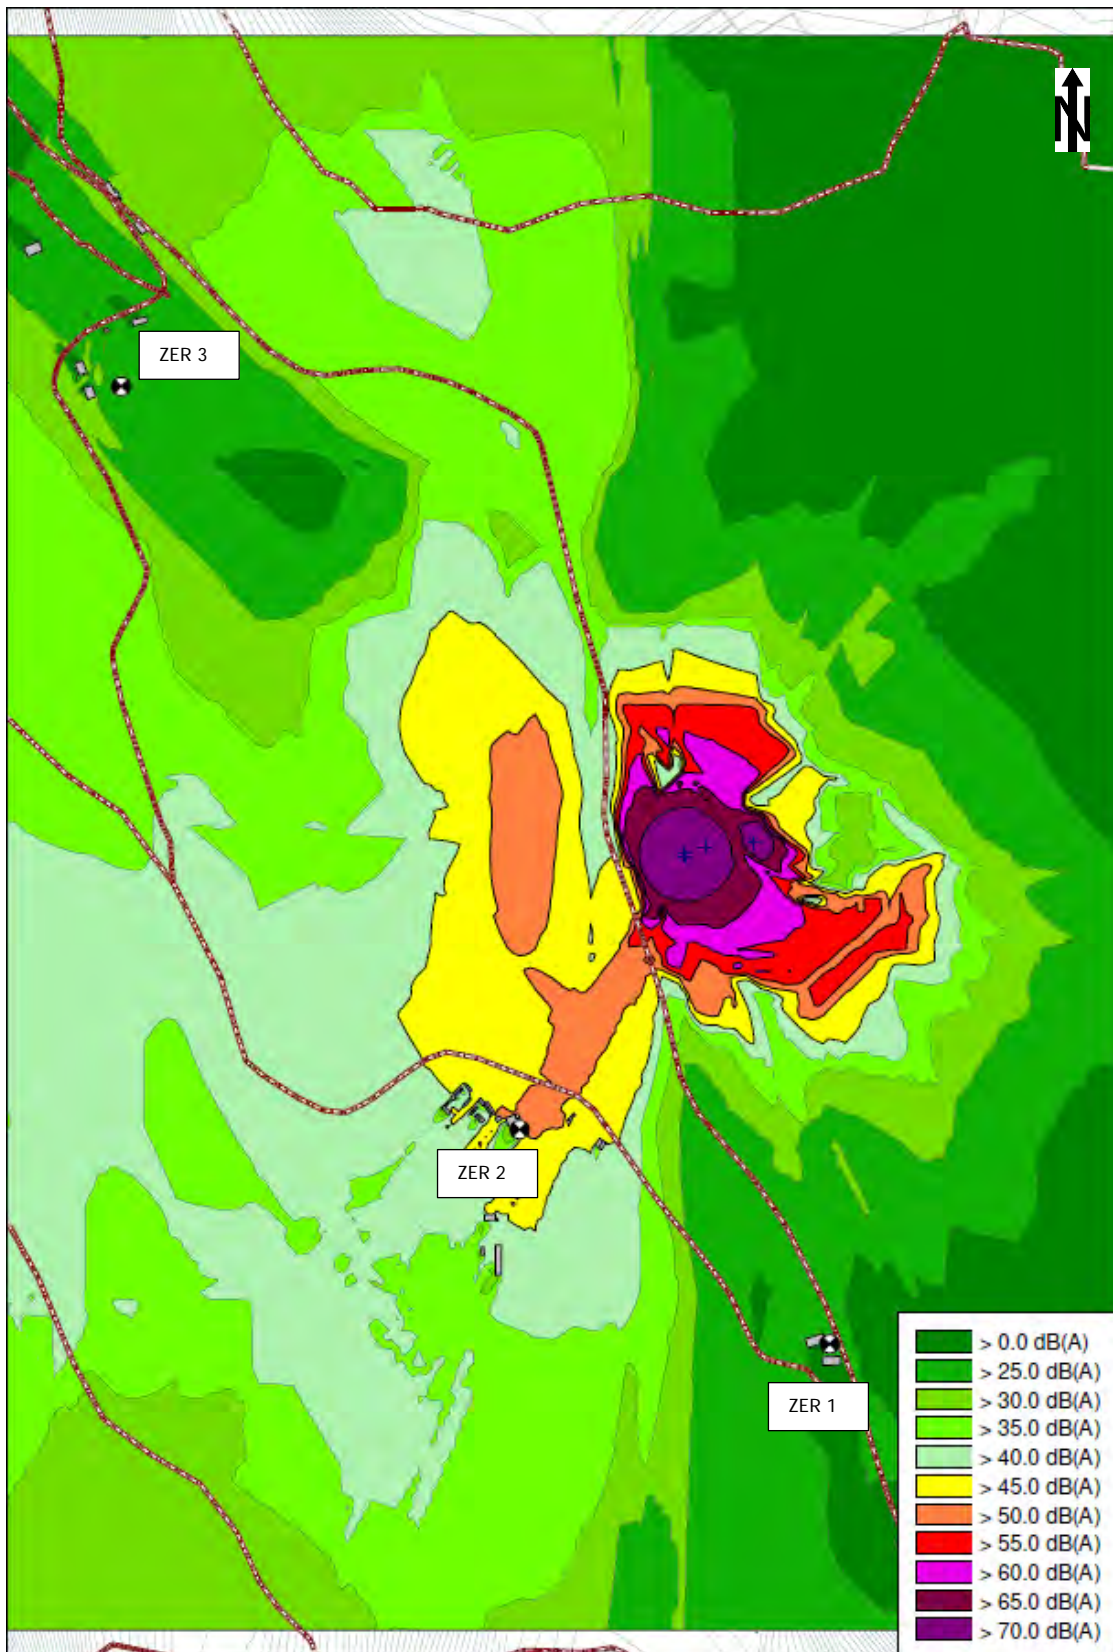 N
ZER 3
ZER 2
ZER 1
> 0.0 dB(A)
> 25.0 dB(A)
> 30.0 dB(A)
> 35.0 dB(A)
> 40.0 dB(A)
> 45.0 dB(A)
> 50.0 dB(A)
> 55.0 dB(A)
> 60.0 dB(A)
> 65.0 dB(A)
> 70.0 dB(A)